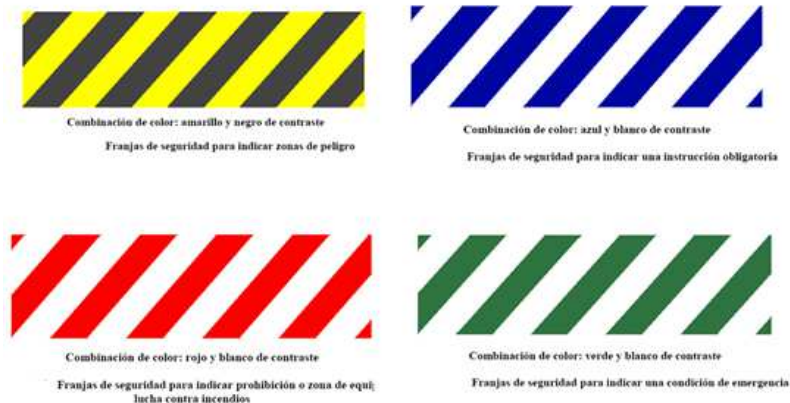 Combinación de color: amarillo y negro de contraste
Franjas de seguridad para indicar zonas de peligro
Combinación de color: azul y blanco de contraste
Franjas de seguridad para indicar una instrucción obligatoria
Combinación de color: rojo y blanco de contraste
Franjas de seguridad para indicar prohibición o zona de equi
lucha contra incendios
Combinación de color: verde y blanco de contraste
Franjas de seguridad para indicar una condición de emergencia